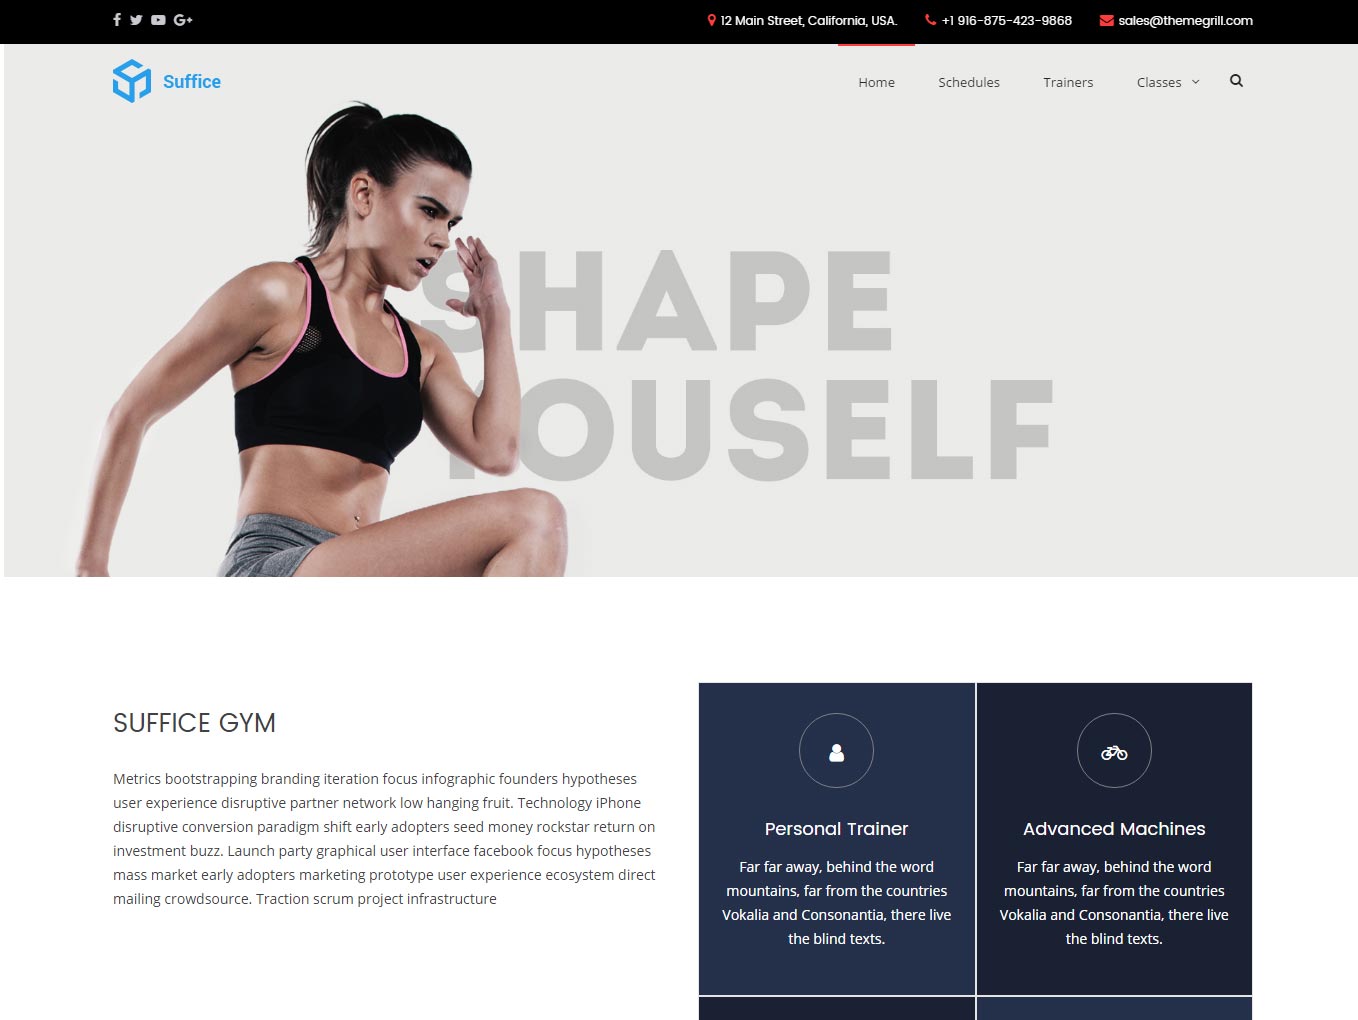 12 Main Street, California, USA. +1 916-875-423-9868 sales@themegrill.com
Suffice Home Schedules Trainers Classes
SHAPE
YOUSELF
SUFFICE GYM
Metrics bootstrapping branding iteration focus infographic founders hypotheses
user experience disruptive partner network low hanging fruit. Technology iPhone
disruptive conversion paradigm shift early adopters seed money rockstar return on
investment buzz. Launch party graphical user interface facebook focus hypotheses
mass market early adopters marketing prototype user experience ecosystem direct
mailing crowdsource. Traction scrum project infrastructure
Personal Trainer
Far far away, behind the word
mountains, far from the countries
Vokalia and Consonantia, there live
the blind texts.
Advanced Machines
Far far away, behind the word
mountains, far from the countries
Vokalia and Consonantia, there live
the blind texts.